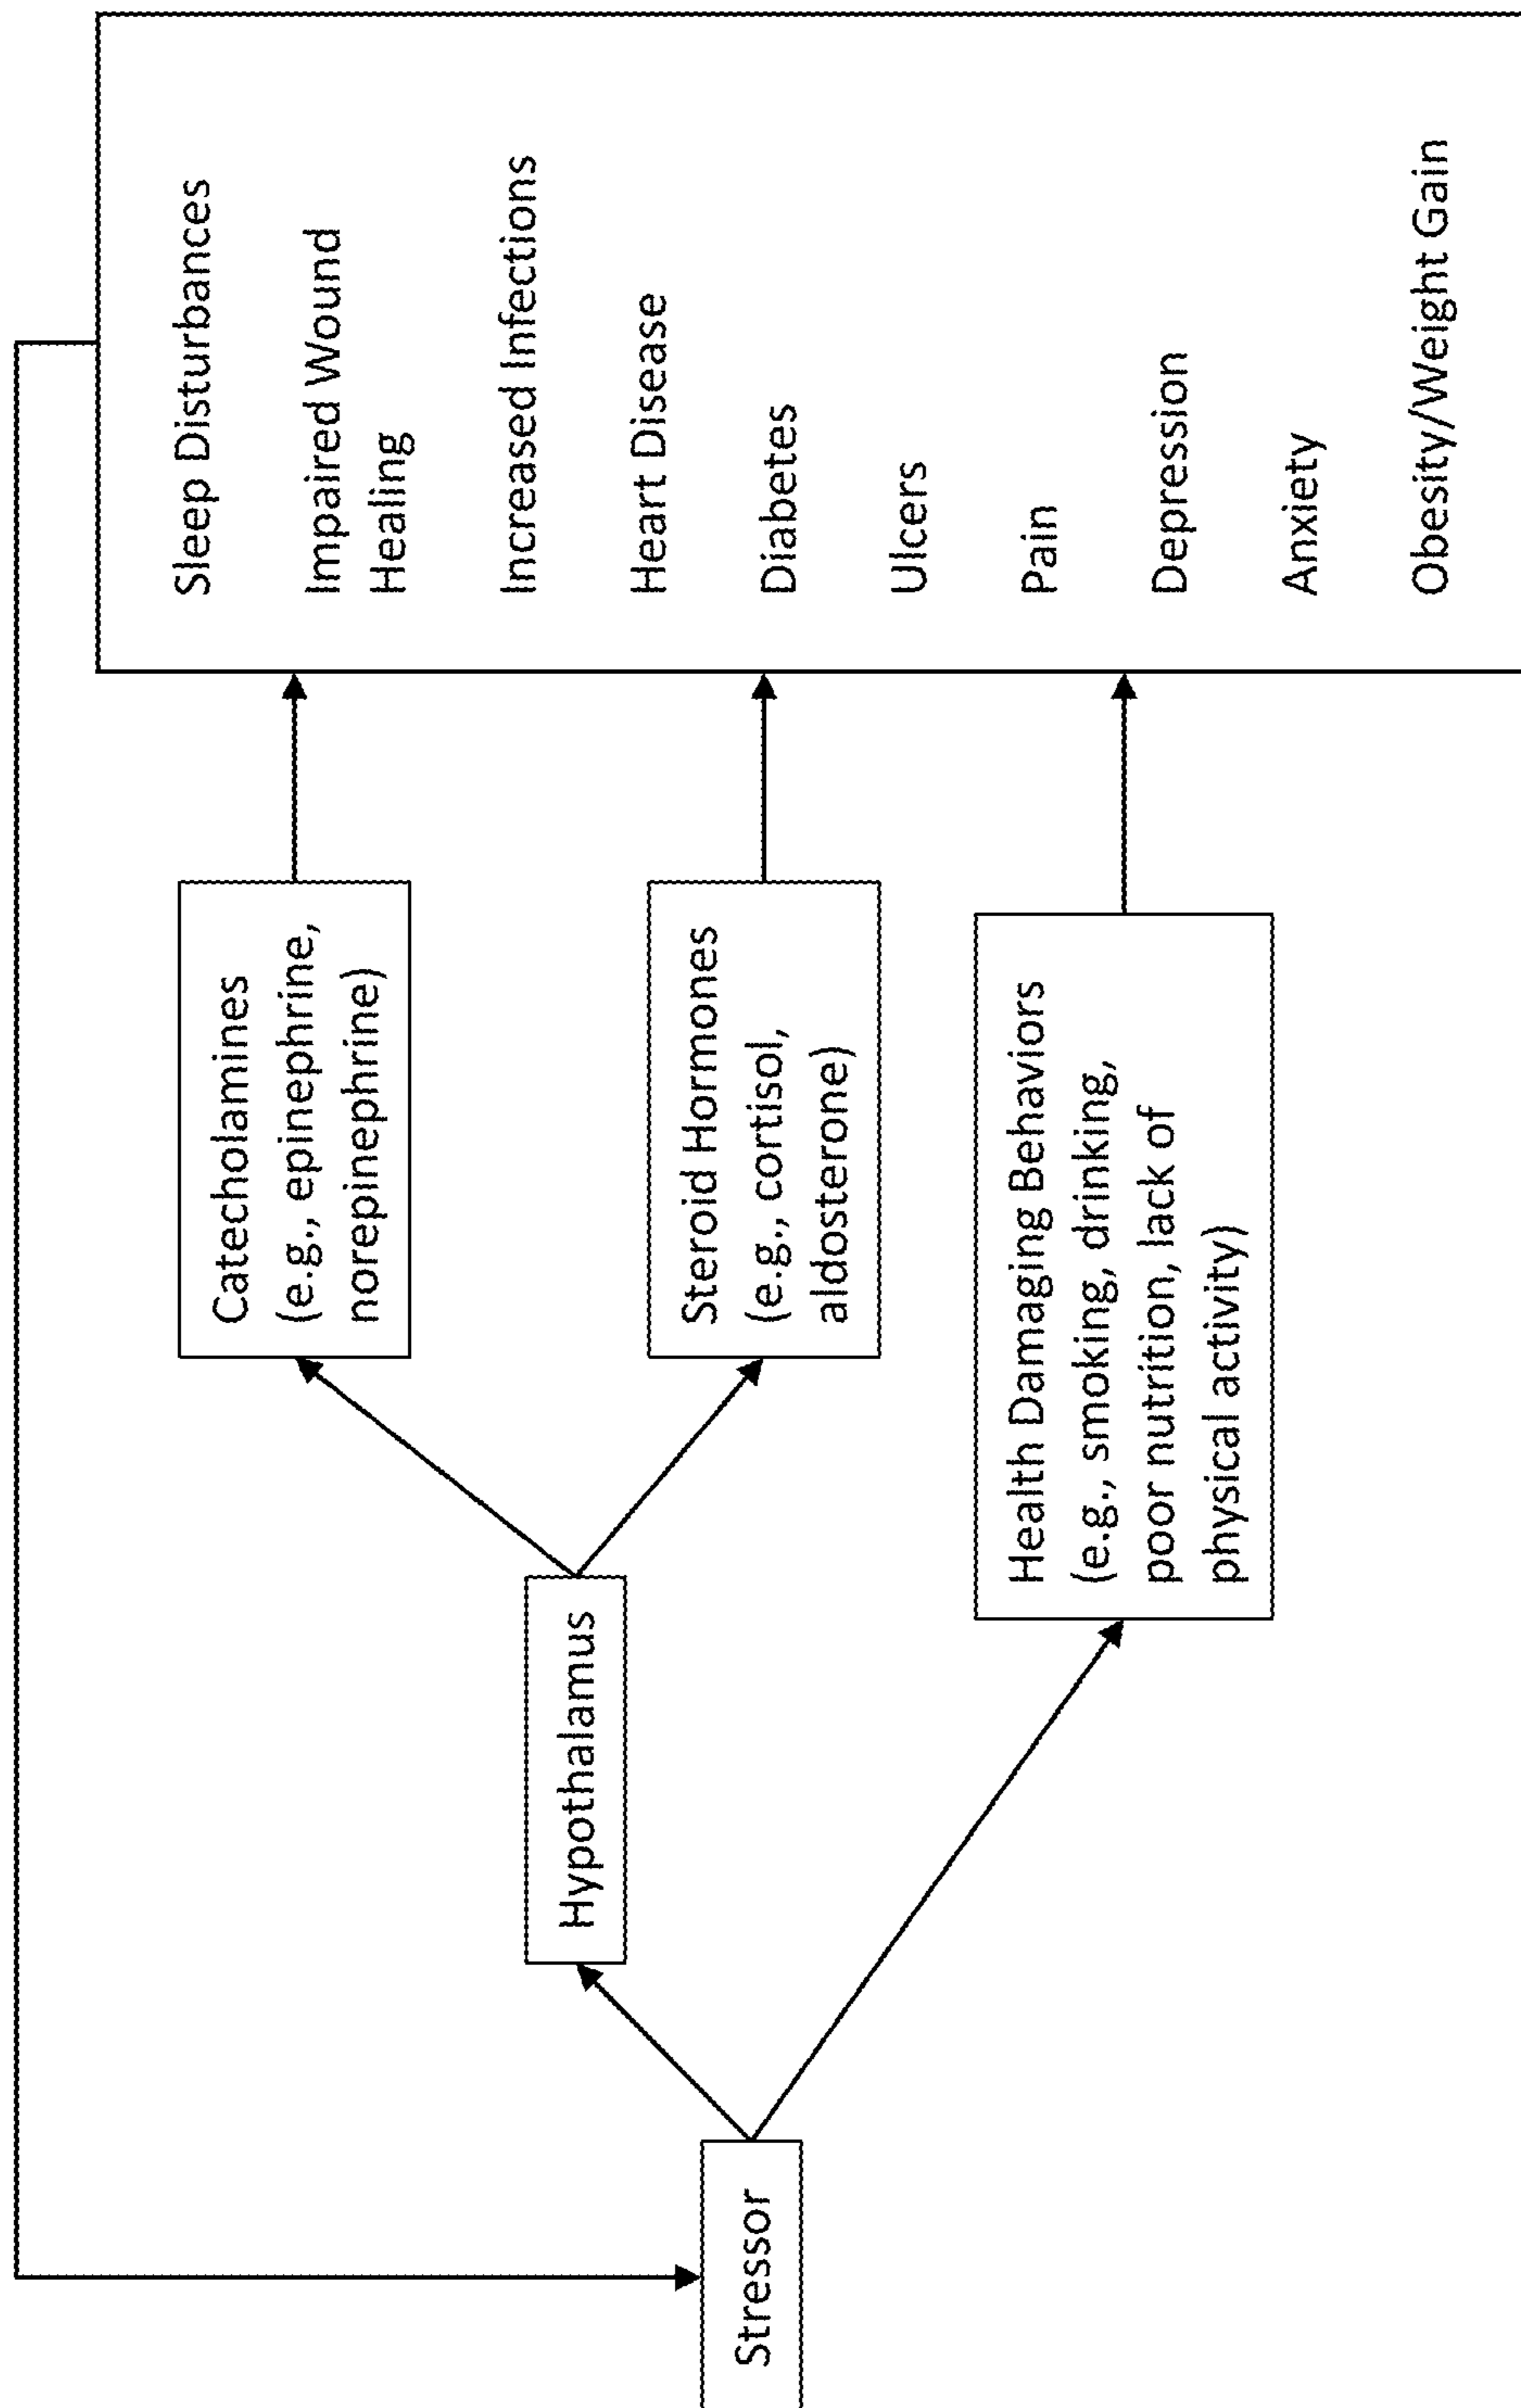 Stressor
Hypothalamus
Catecholamines
(e.g., epinephrine,
norepinephrine)
Steroid Hormones
(e.g., cortisol,
aldosterone)
Health Damaging Behaviors
(e.g., smoking, drinking,
poor nutrition, lack of
physical activity)
Sleep Disturbances
Impaired Wound
Healing
Increased Infections
Heart Disease
Diabetes
Ulcers
Pain
Depression
Anxiety
Obesity/Weight Gain